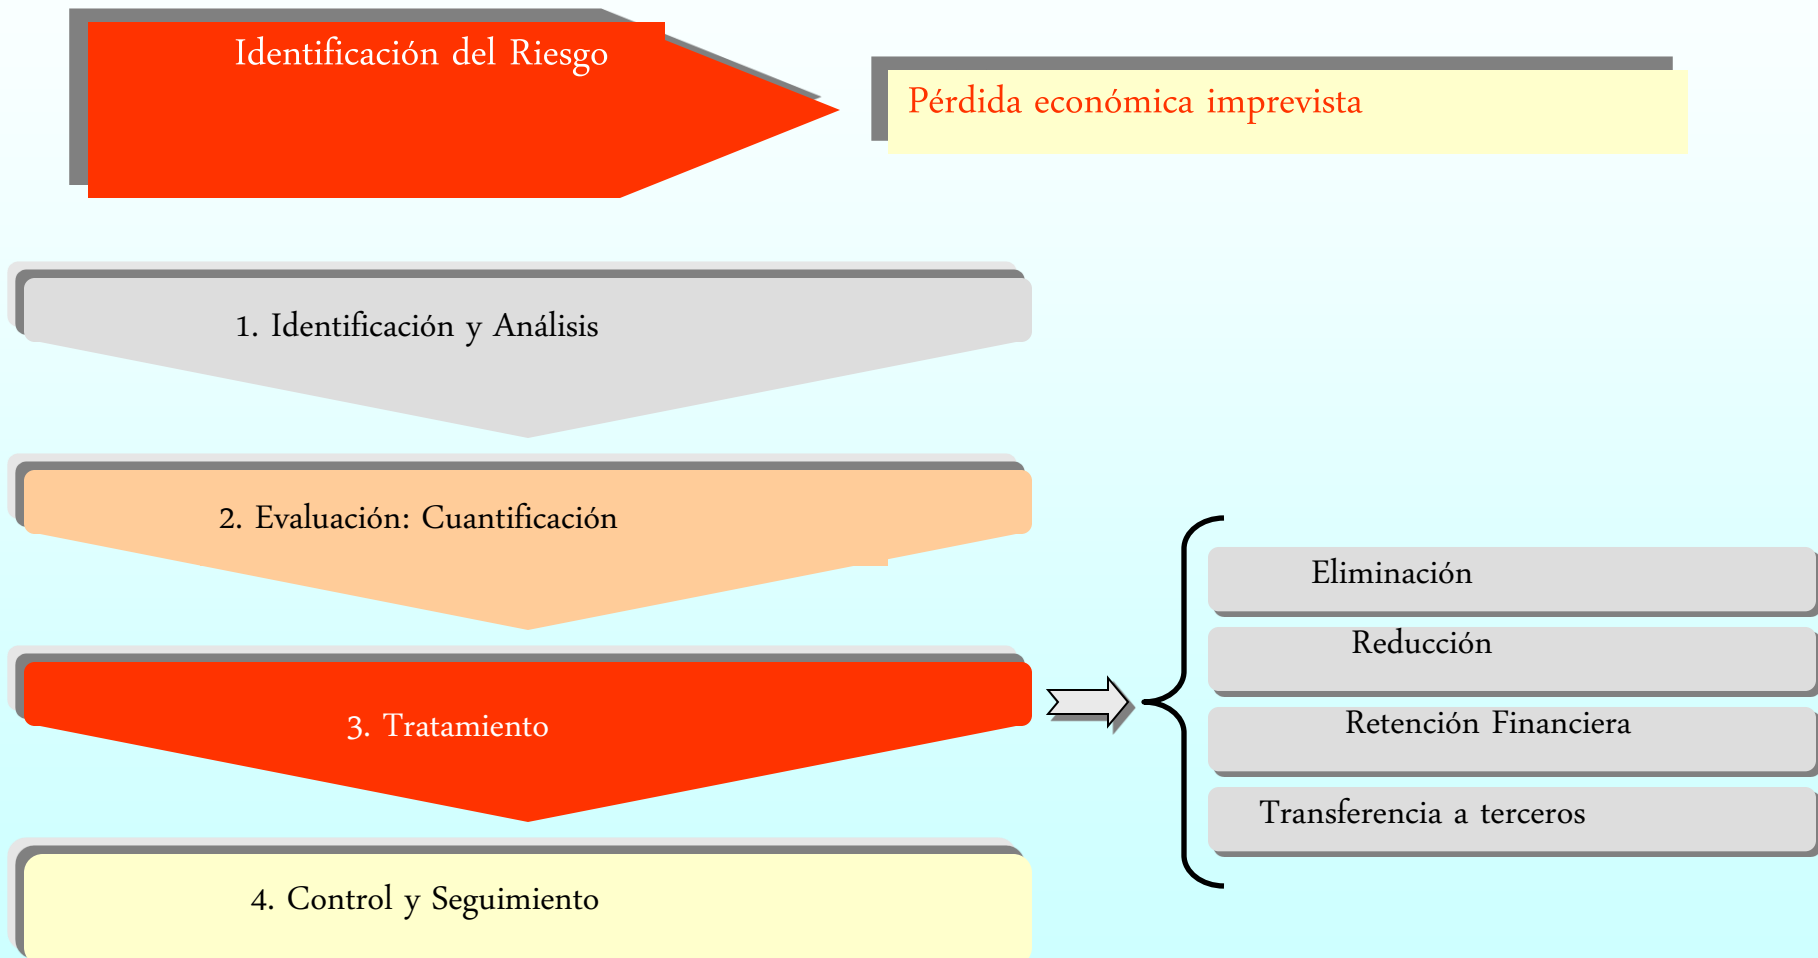 Identificación del Riesgo
Pérdida económica imprevista
1. Identificación y Análisis
2. Evaluación: Cuantificación
3. Tratamiento
Eliminación
Reducción
Retención Financiera
Transferencia a terceros
4. Control y Seguimiento